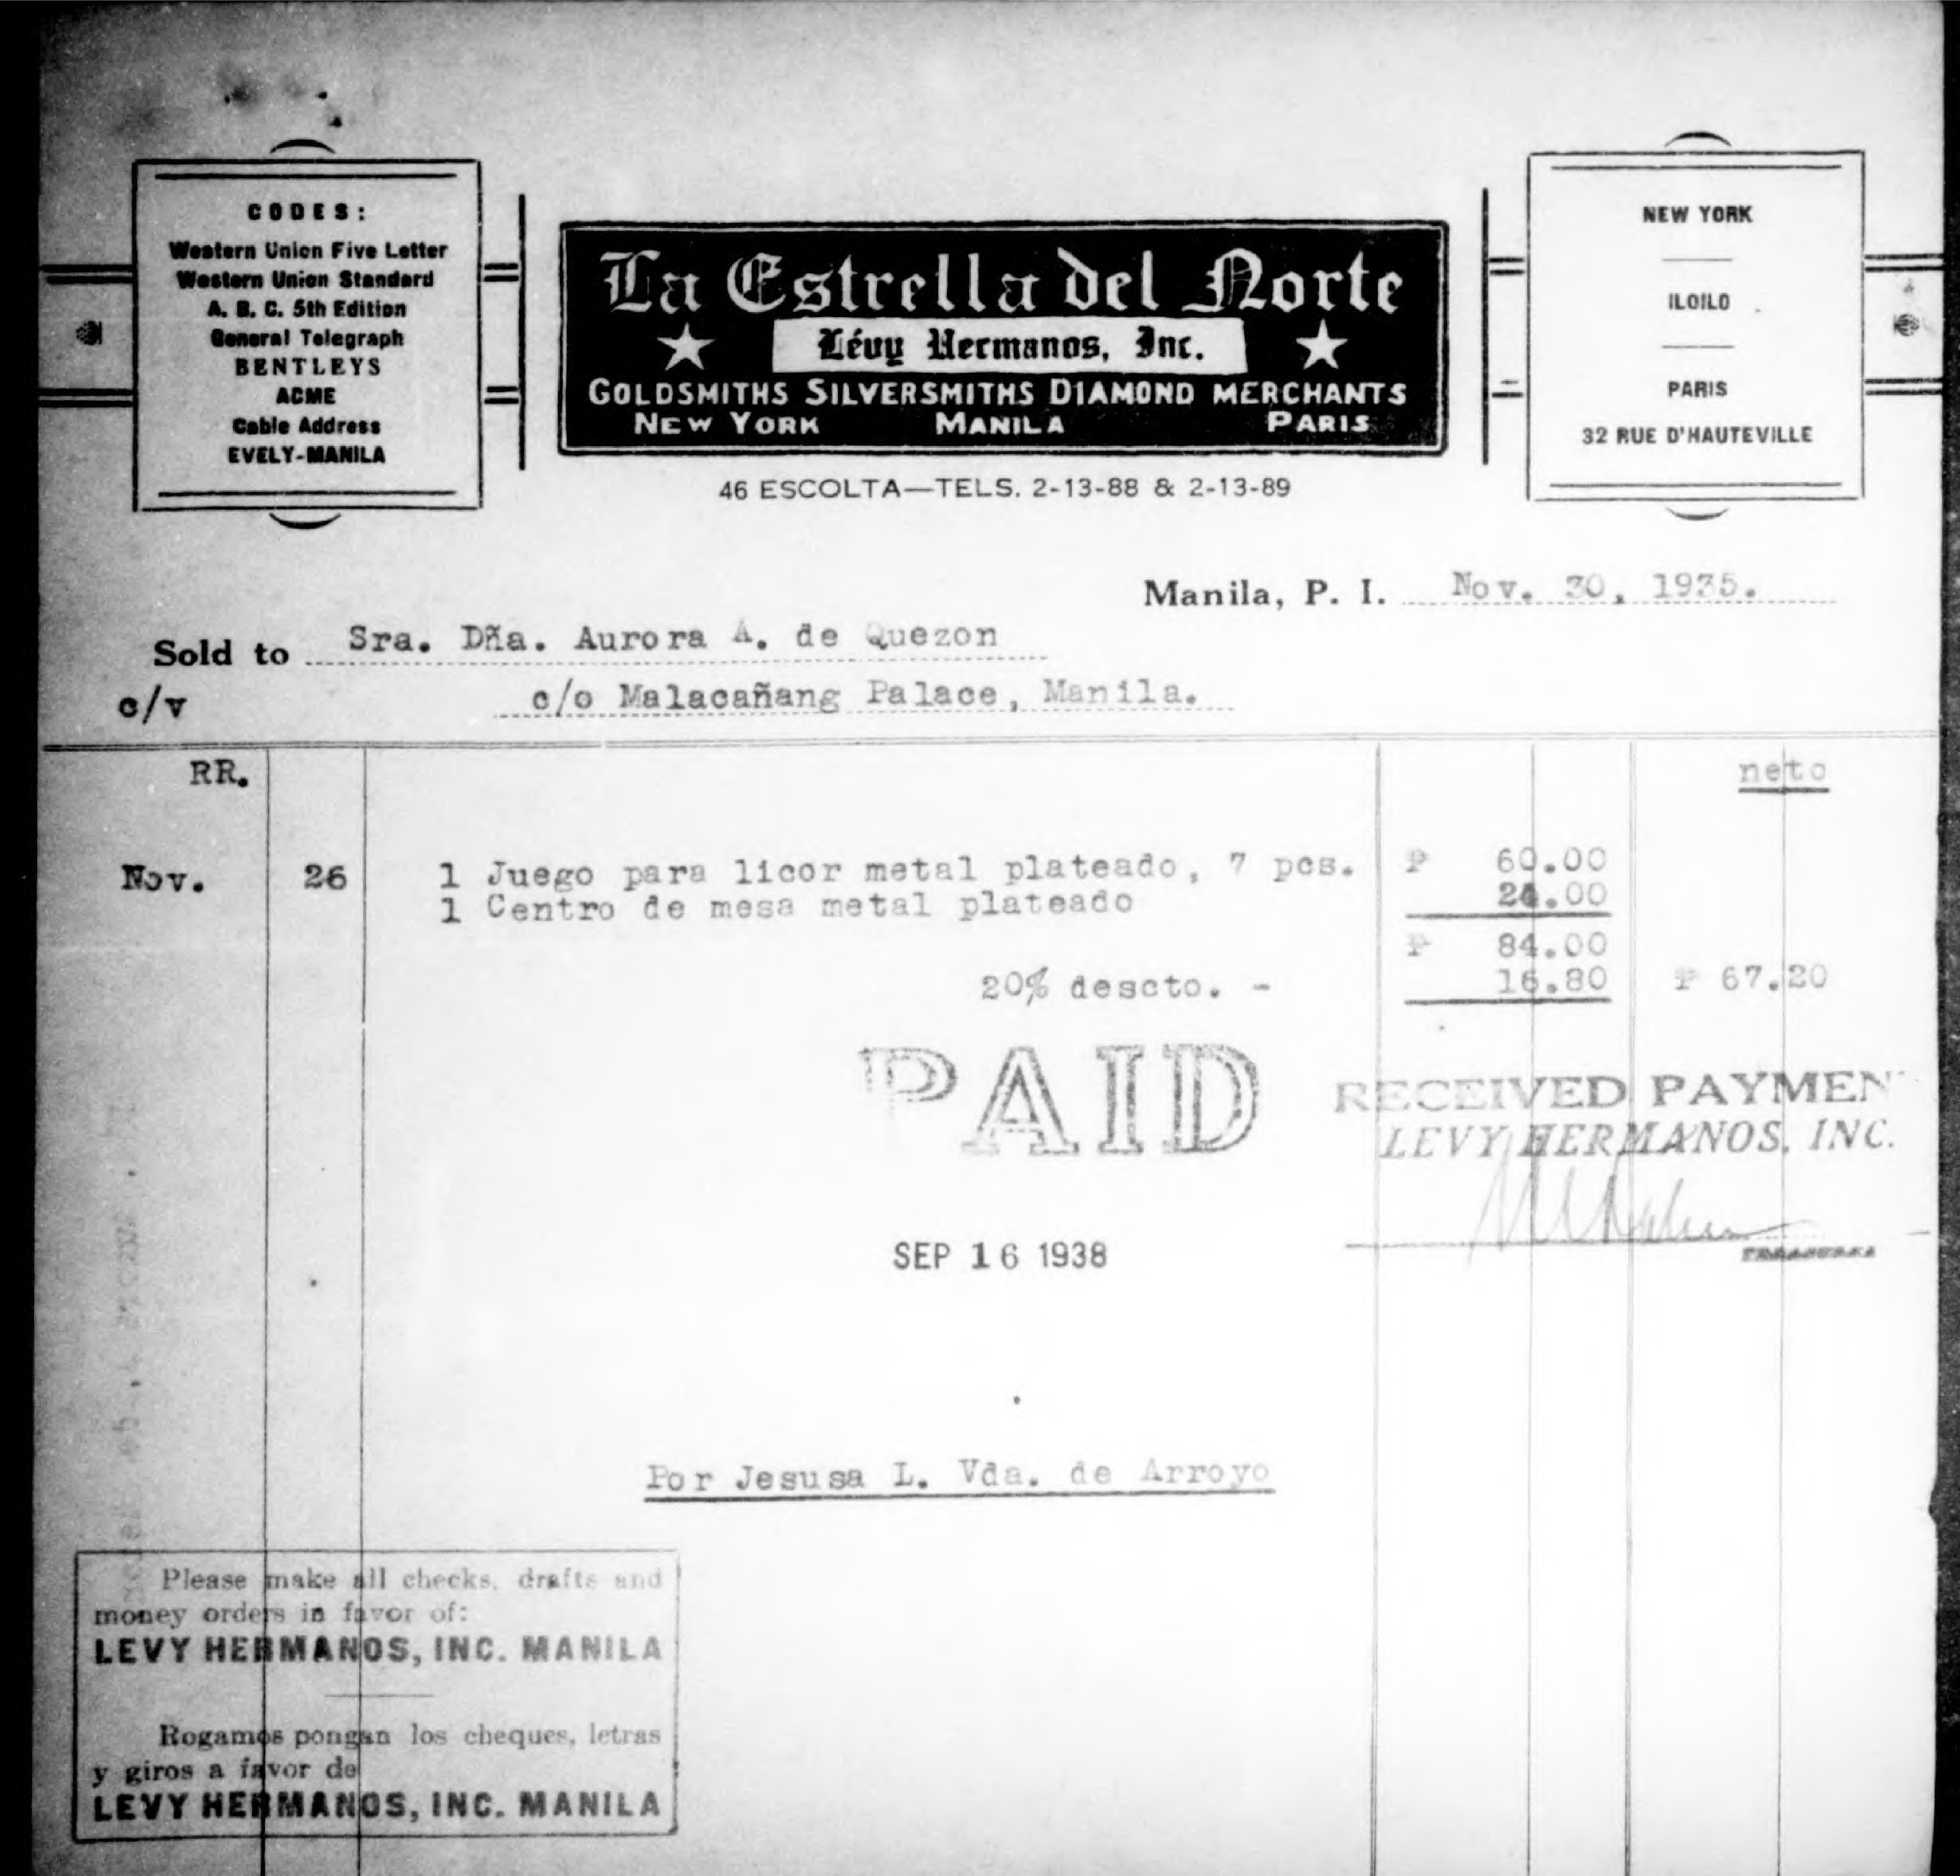 CODES:
Western Union Five Letter
Western Union Standard
A. B. C. 5th Edition
General Telegraph
BENTLEYS
ACME
Cable Address
EVELY-MANILA
La Estrella del Norte
Lévy Hermanos, Inc.
GOLDSMITHS SILVERSMITHS DIAMOND MERCHANTS
NEW YORK MANILA PARIS
46 ESCOLTA—TELS. 2-13-88 & 2-13-89
NEW YORK
ILOILO
PARIS
32 RUE D'HAUTEVILLE
Manila, P. I. Nov. 30, 1935.
Sold to Sra. Dña. Aurora A. de Quezon
c/v c/o Malacañang Palace, Manila.
RR. neto
Nov. 26 1 Juego para licor metal plateado, 7 pcs. ₱ 60.00
1 Centro de mesa metal plateado 24.00
₱ 84.00
20% descto. - 16.80 ₱ 67.20
PAID
RECEIVED PAYMENT
LEVY HERMANOS, INC.
SEP 16 1938
Por Jesusa L. Vda. de Arroyo
Please make all checks, drafts and
money orders in favor of:
LEVY HERMANOS, INC. MANILA
Rogamos pongan los cheques, letras
y giros a favor de
LEVY HERMANOS, INC. MANILA